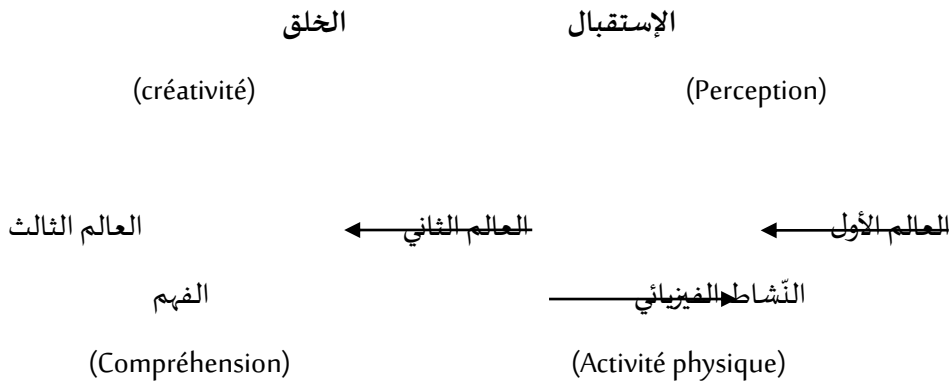 الإستقبال الخلق
(Perception) (créativité)
العالم الأول العالم الثاني العالم الثالث
النّشاط الفيزيائي الفهم
(Activité physique) (Compréhension)